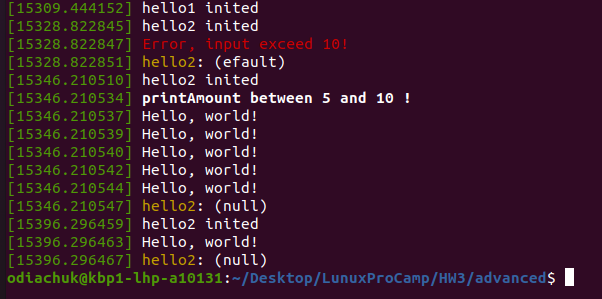 [15309.444152] hello1 inited
[15328.822845] hello2 inited
[15328.822847] Error, input exceed 10!
[15328.822851] hello2: (efault)
[15346.210510] hello2 inited
[15346.210534] printAmount between 5 and 10 !
[15346.210537] Hello, world!
[15346.210539] Hello, world!
[15346.210540] Hello, world!
[15346.210542] Hello, world!
[15346.210544] Hello, world!
[15346.210547] hello2: (null)
[15396.296459] hello2 inited
[15396.296463] Hello, world!
[15396.296467] hello2: (null)
odiachuk@kbp1-lhp-a10131:~/Desktop/LunuxProCamp/HW3/advanced$